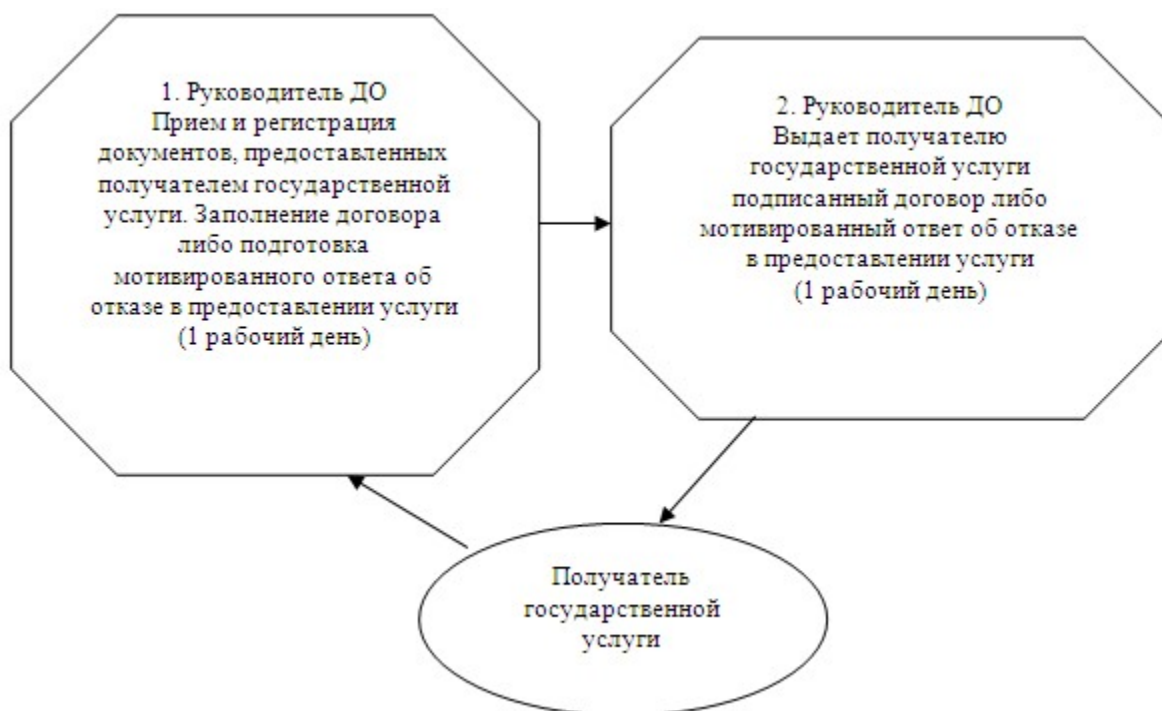 1. Руководитель ДО
Прием и регистрация
документов, предоставленных
получателем государственной
услуги. Заполнение договора
либо подготовка
мотивированного ответа об
отказе в предоставлении услуги
(1 рабочий день)
2. Руководитель ДО
Выдает получателю
государственной услуги
подписанный договор либо
мотивированный ответ об отказе
в предоставлении услуги
(1 рабочий день)
Получатель
государственной
услуги